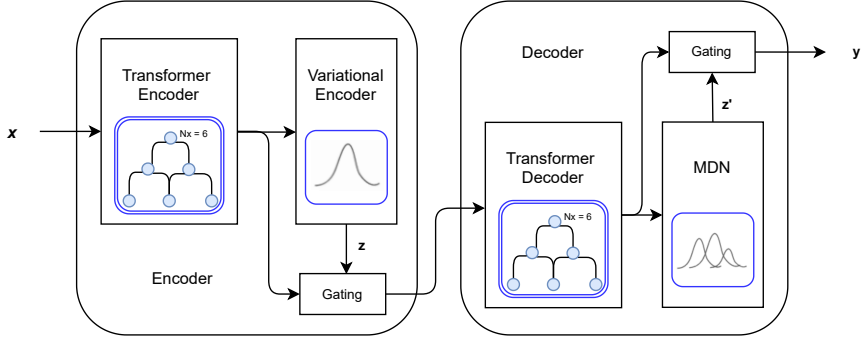 x
Transformer
Encoder
Nx = 6
Variational
Encoder
z
Gating
Encoder
Decoder
Transformer
Decoder
Nx = 6
MDN
z'
Gating
y